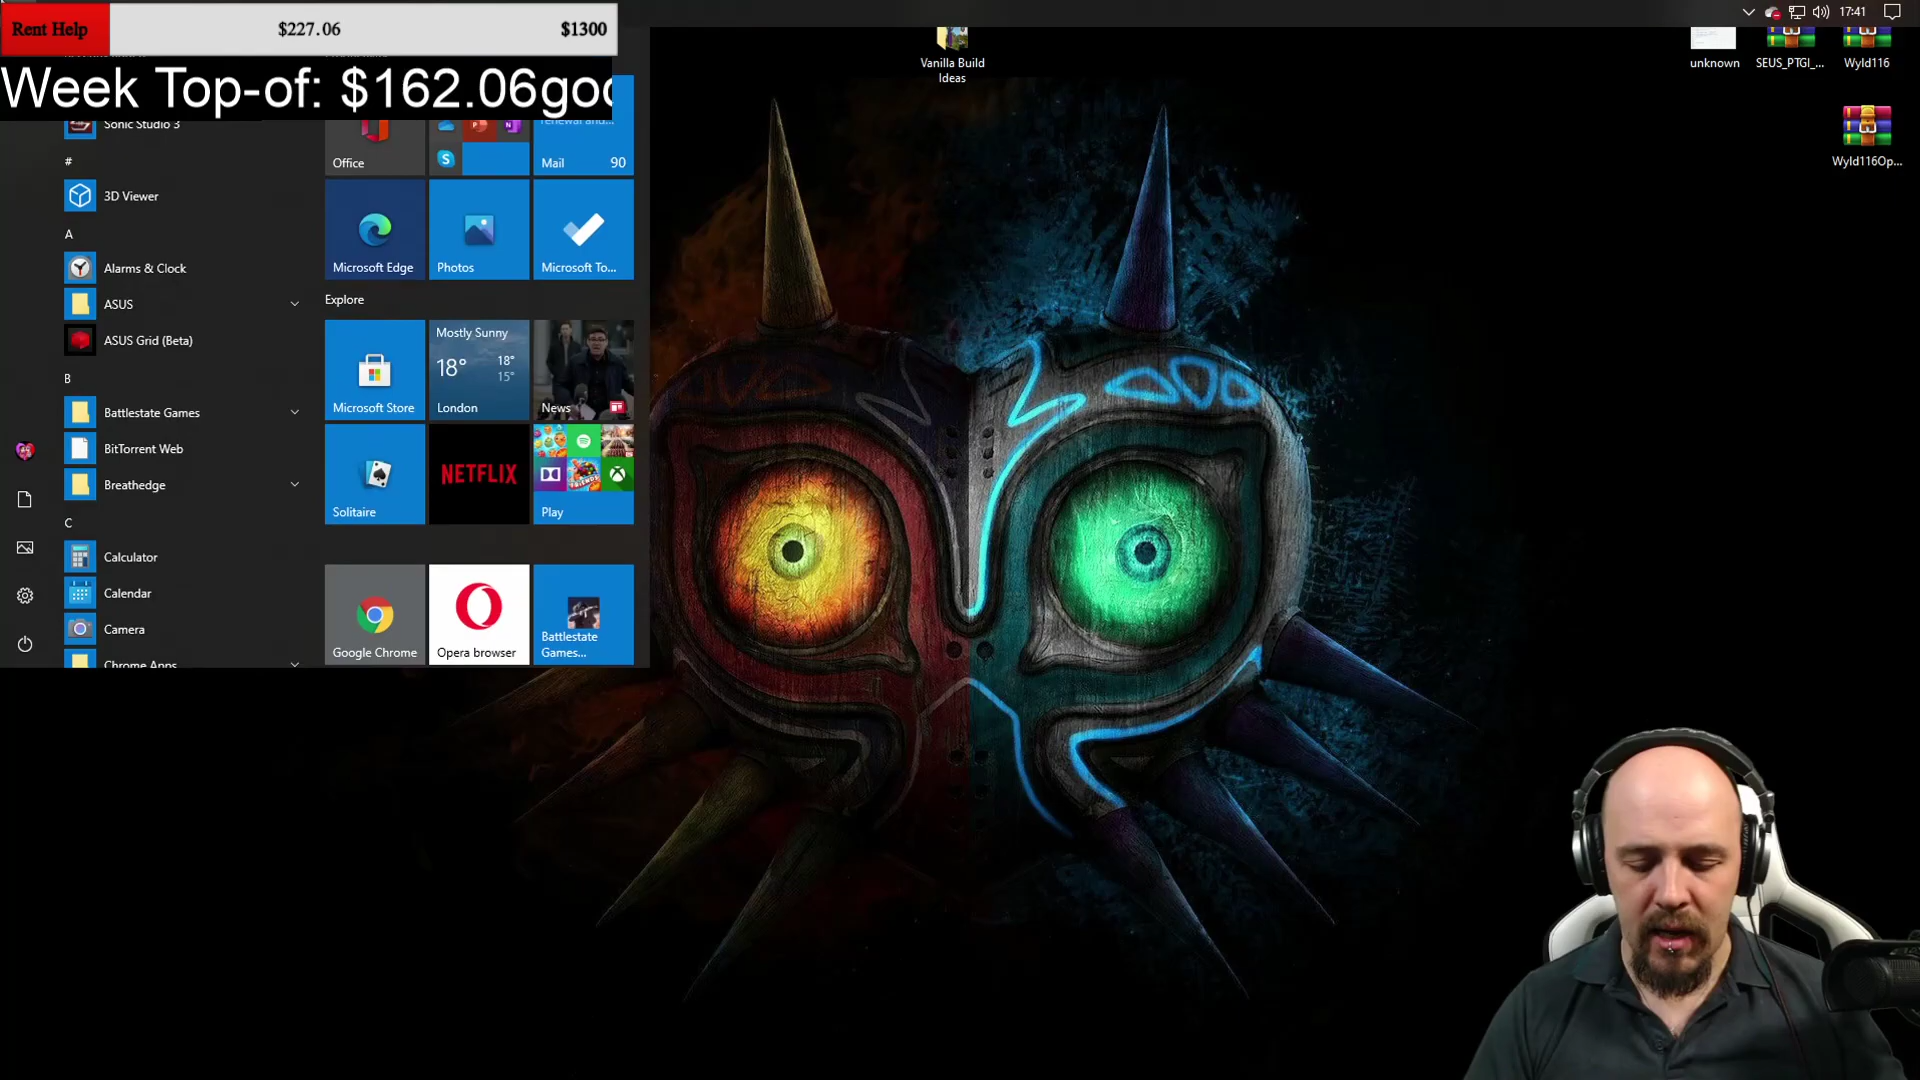 Rent Help $227.06 $1300
17:41
Week Top-of: $162.06
Vanilla Build
Ideas
unknown
SEUS_PTGI_...
Wyld116
Wyld116Op...
Sonic Studio 3
#
3D Viewer
A
Alarms & Clock
ASUS
ASUS Grid (Beta)
B
Battlestate Games
BitTorrent Web
Breathedge
C
Calculator
Calendar
Camera
Chrome Apps
Office
renewal and...
Mail 90
Microsoft Edge
Photos
Microsoft To...
Explore
Microsoft Store
Mostly Sunny
18° 18°
15°
London
News
Solitaire
NETFLIX
Play
Google Chrome
Opera browser
Battlestate
Games...